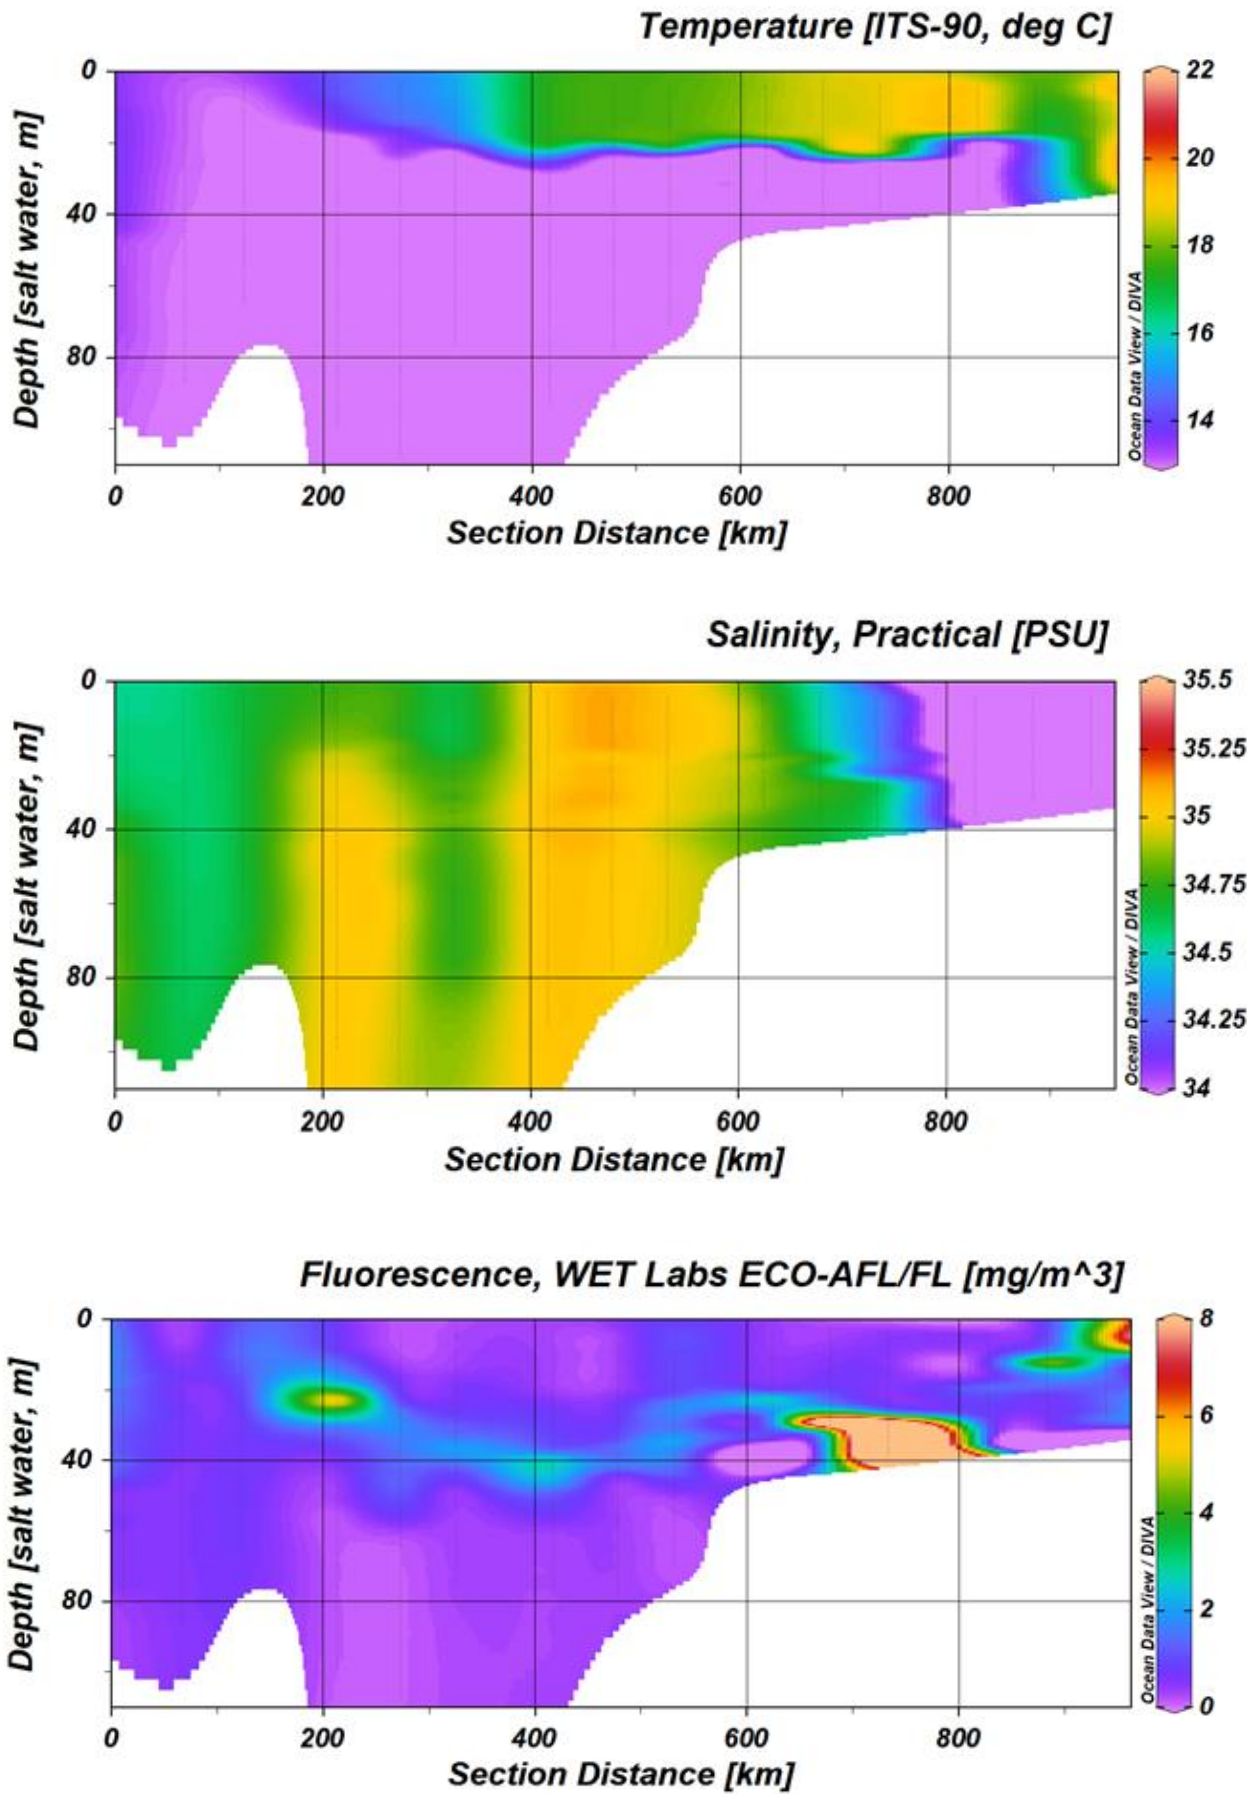 Temperature [ITS-90, deg C]
0
40
80
Depth [salt water, m]
0 200 400 600 800
Section Distance [km]
22
20
18
16
14
Ocean Data View / DIVA
Salinity, Practical [PSU]
0
40
80
Depth [salt water, m]
0 200 400 600 800
Section Distance [km]
35.5
35.25
35
34.75
34.5
34.25
34
Ocean Data View / DIVA
Fluorescence, WET Labs ECO-AFL/FL [mg/m^3]
0
40
80
Depth [salt water, m]
0 200 400 600 800
Section Distance [km]
8
6
4
2
0
Ocean Data View / DIVA